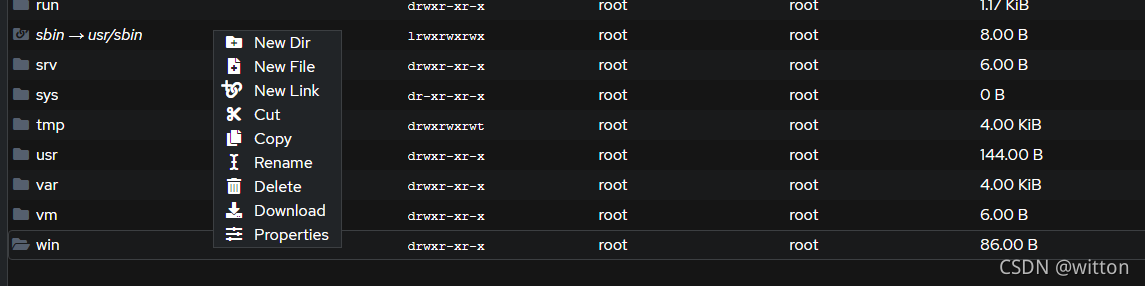 run drwxr-xr-x root root 1.17 KiB
sbin → usr/sbin lrwxrwxrwx root root 8.00 B
New Dir
srv drwxr-xr-x root root 6.00 B
New File
New Link
sys dr-xr-xr-x root root 0 B
Cut
tmp drwxrwxrwt root root 4.00 KiB
Copy
usr drwxr-xr-x root root 144.00 B
Rename
var drwxr-xr-x root root 4.00 KiB
Delete
vm drwxr-xr-x root root 6.00 B
Download
Properties
win drwxr-xr-x root root 86.00 B
CSDN @witton